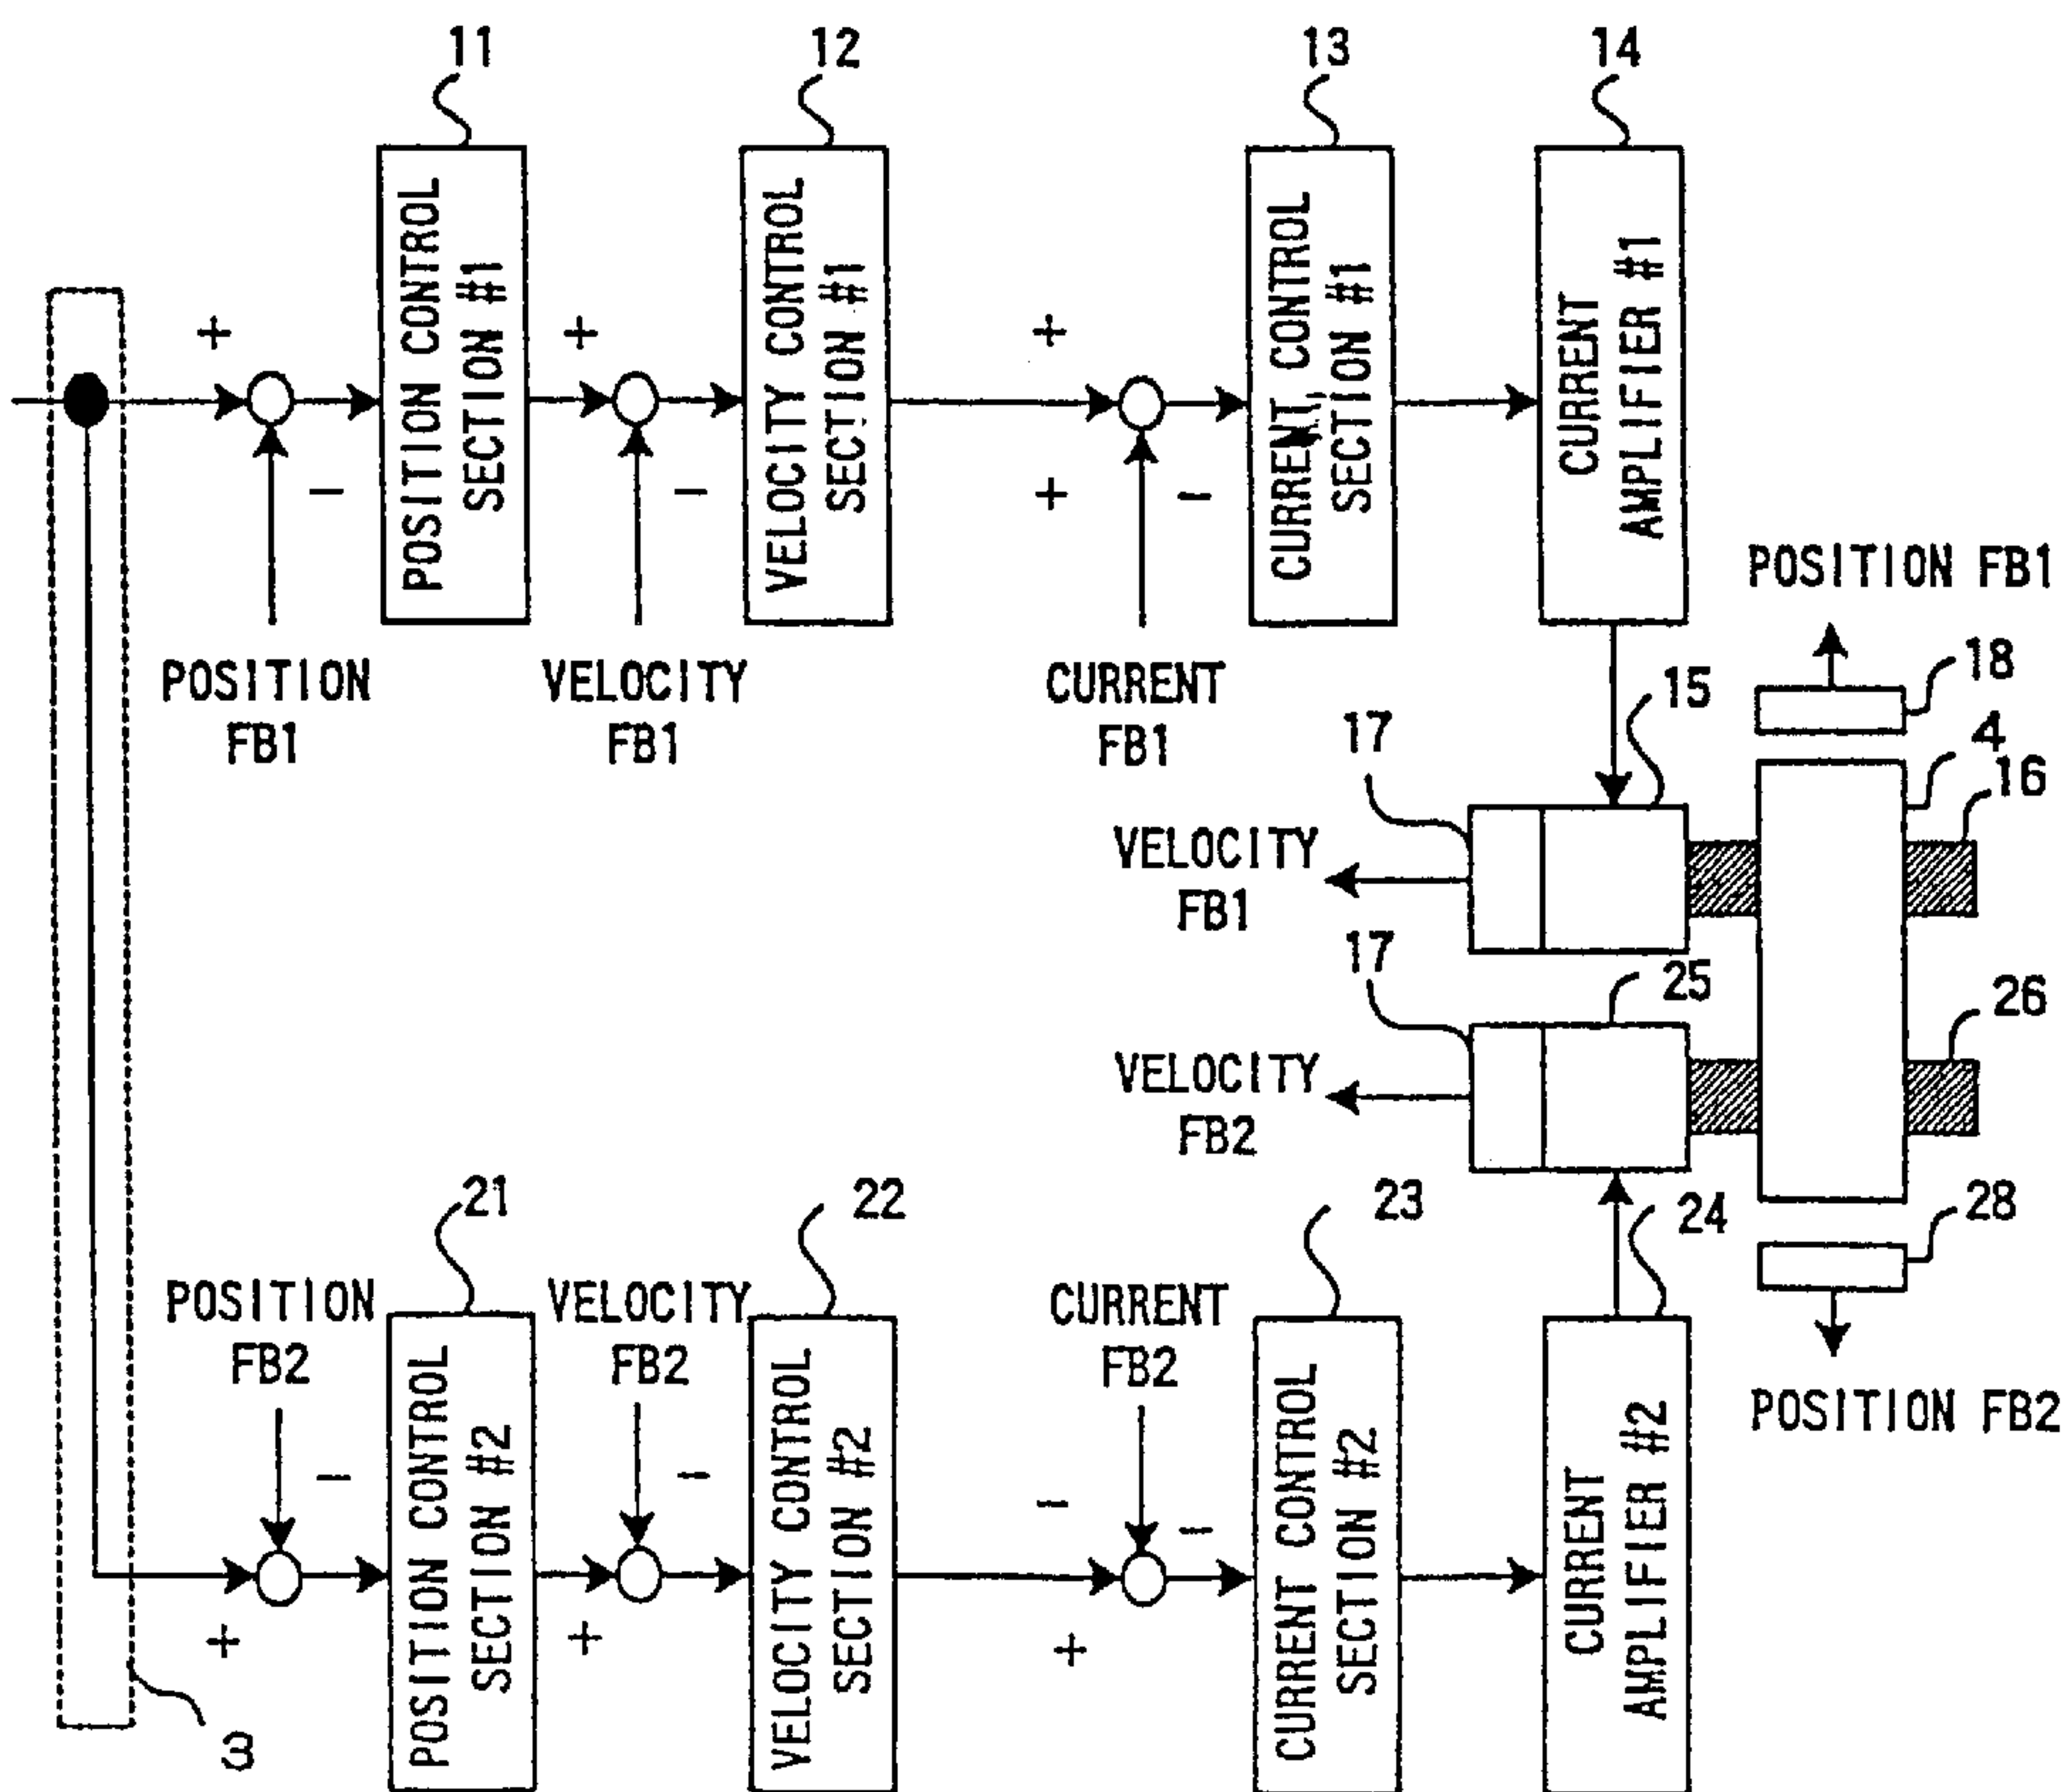 11
12
13
14
POSITION CONTROL
SECTION #1
VELOCITY CONTROL
SECTION #1
CURRENT CONTROL
SECTION #1
CURRENT
AMPLIFIER #1
+
+
+
-
-
+
-
POSITION
FB1
VELOCITY
FB1
CURRENT
FB1
POSITION FB1
18
15
4
17
16
VELOCITY
FB1
17
25
26
VELOCITY
FB2
21
22
23
24
28
POSITION
FB2
VELOCITY
FB2
CURRENT
FB2
POSITION FB2
-
-
-
-
+
+
+
POSITION CONTROL
SECTION #2
VELOCITY CONTROL
SECTION #2
CURRENT CONTROL
SECTION #2
CURRENT
AMPLIFIER #2
3